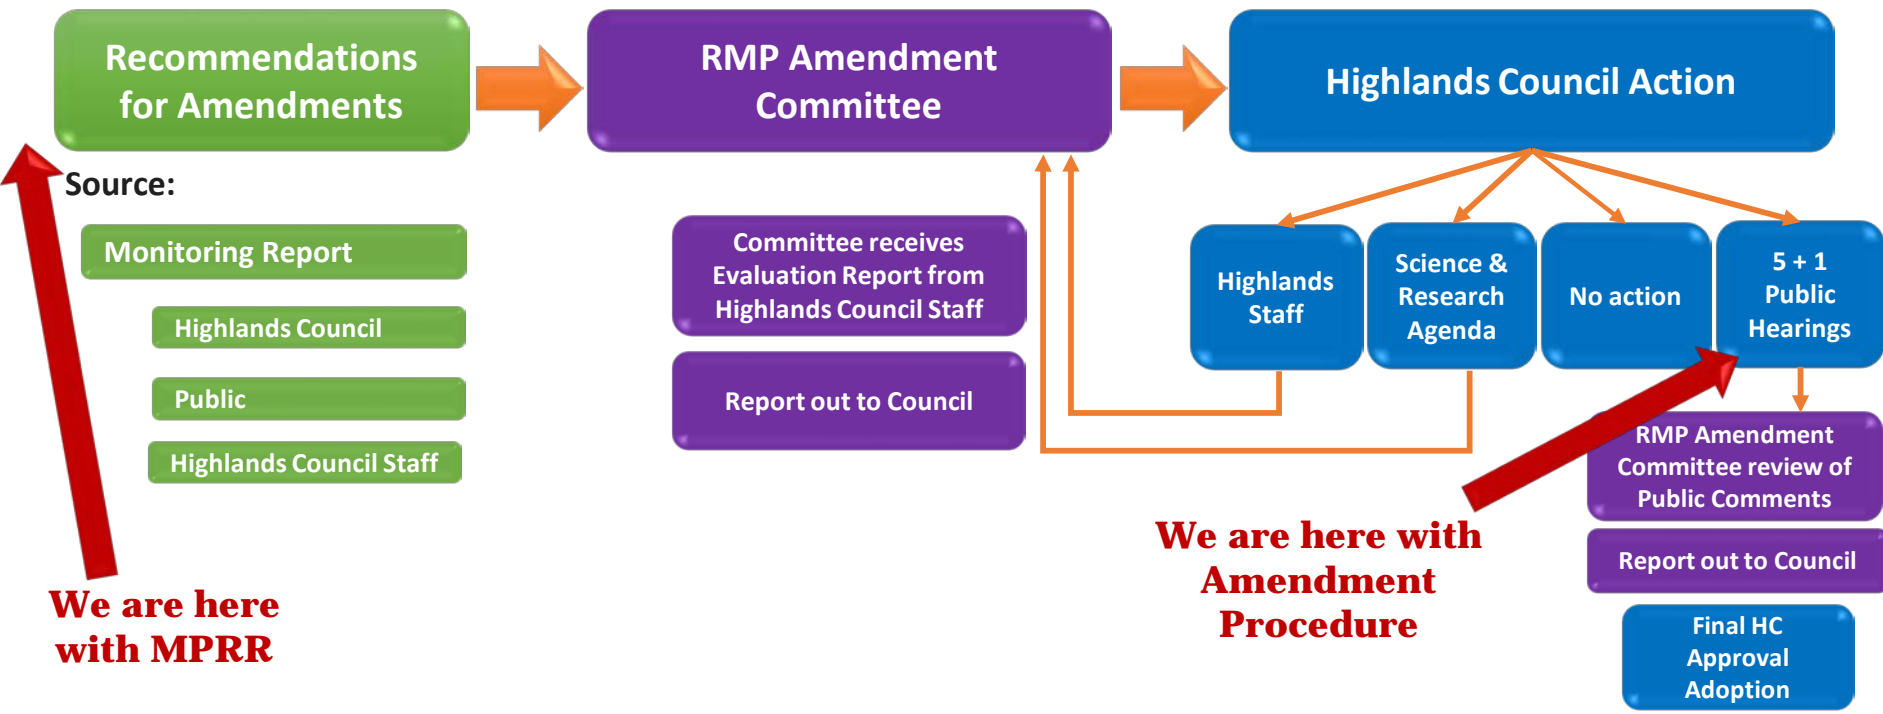 Recommendations
for Amendments
RMP Amendment
Committee
Highlands Council Action
Source:
Monitoring Report
Highlands Council
Public
Highlands Council Staff
We are here
with MPRR
Committee receives
Evaluation Report from
Highlands Council Staff
Report out to Council
Highlands
Staff
Science &
Research
Agenda
No action
5 + 1
Public
Hearings
We are here with
Amendment
Procedure
RMP Amendment
Committee review of
Public Comments
Report out to Council
Final HC
Approval
Adoption